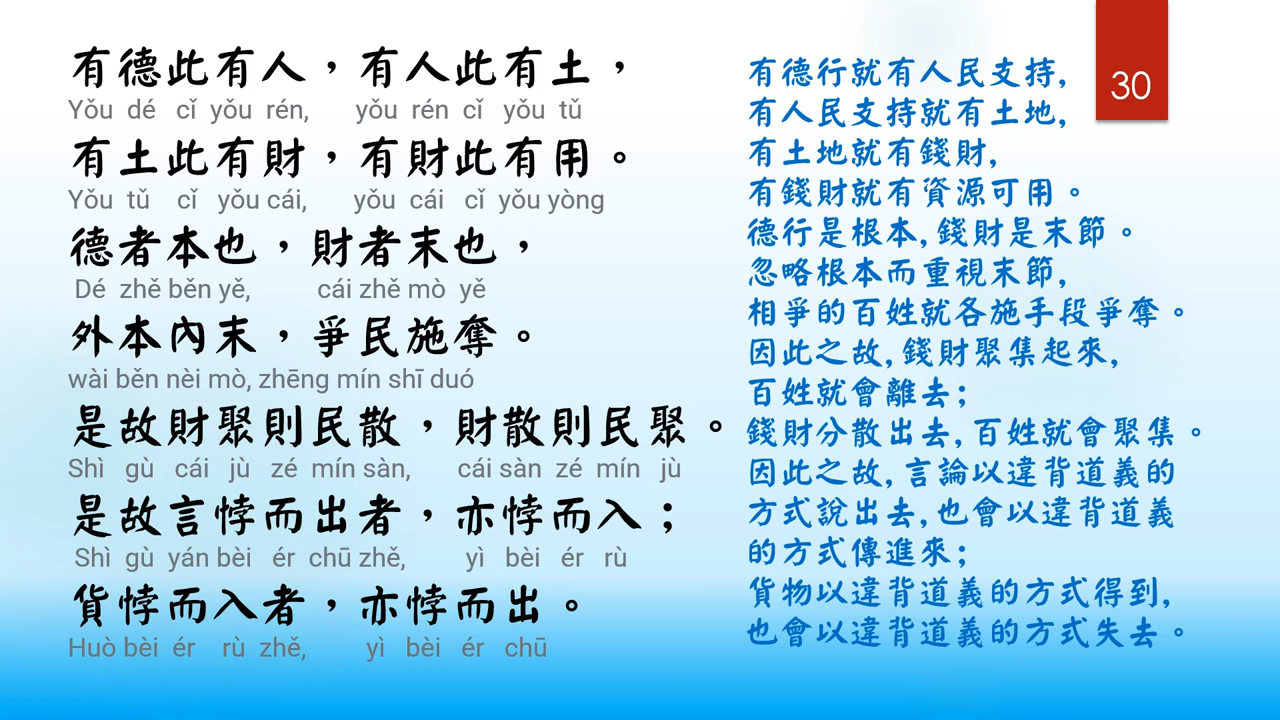 有德此有人，有人此有土，
Yǒu dé cǐ yǒu rén, yǒu rén cǐ yǒu tǔ
有土此有財，有財此有用。
Yǒu tǔ cǐ yǒu cái, yǒu cái cǐ yǒu yòng
德者本也，財者末也，
Dé zhě běn yě, cái zhě mò yě
外本內末，爭民施奪。
wài běn nèi mò, zhēng mín shī duó
是故財聚則民散，財散則民聚。
Shì gù cái jù zé mín sàn, cái sàn zé mín jù
是故言悖而出者，亦悖而入；
Shì gù yán bèi ér chū zhě, yì bèi ér rù
貨悖而入者，亦悖而出。
Huò bèi ér rù zhě, yì bèi ér chū
有德行就有人民支持,
有人民支持就有土地,
有土地就有錢財,
有錢財就有資源可用。
德行是根本,錢財是末節。
忽略根本而重視末節,
相爭的百姓就各施手段爭奪。
因此之故,錢財聚集起來,
百姓就會離去;
錢財分散出去,百姓就會聚集。
因此之故,言論以違背道義的
方式說出去,也會以違背道義
的方式傳進來;
貨物以違背道義的方式得到,
也會以違背道義的方式失去。
30